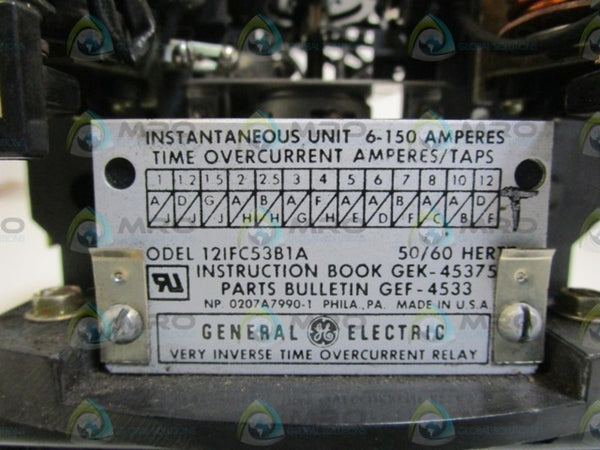 INSTANTANEOUS UNIT 6-150 AMPERES
TIME OVERCURRENT AMPERES/TAPS
1 1.2 1.5 2 2.5 3 4 5 6 7 8 10 12
A D G A B A F A A B A A D
J J J H H G H E D F C B F
ODEL 12IFC53B1A 50/60 HERT
INSTRUCTION BOOK GEK-45375
PARTS BULLETIN GEF-4533
NP 0207A7990-1 PHILA., PA. MADE IN U.S.A.
GENERAL GE ELECTRIC
VERY INVERSE TIME OVERCURRENT RELAY